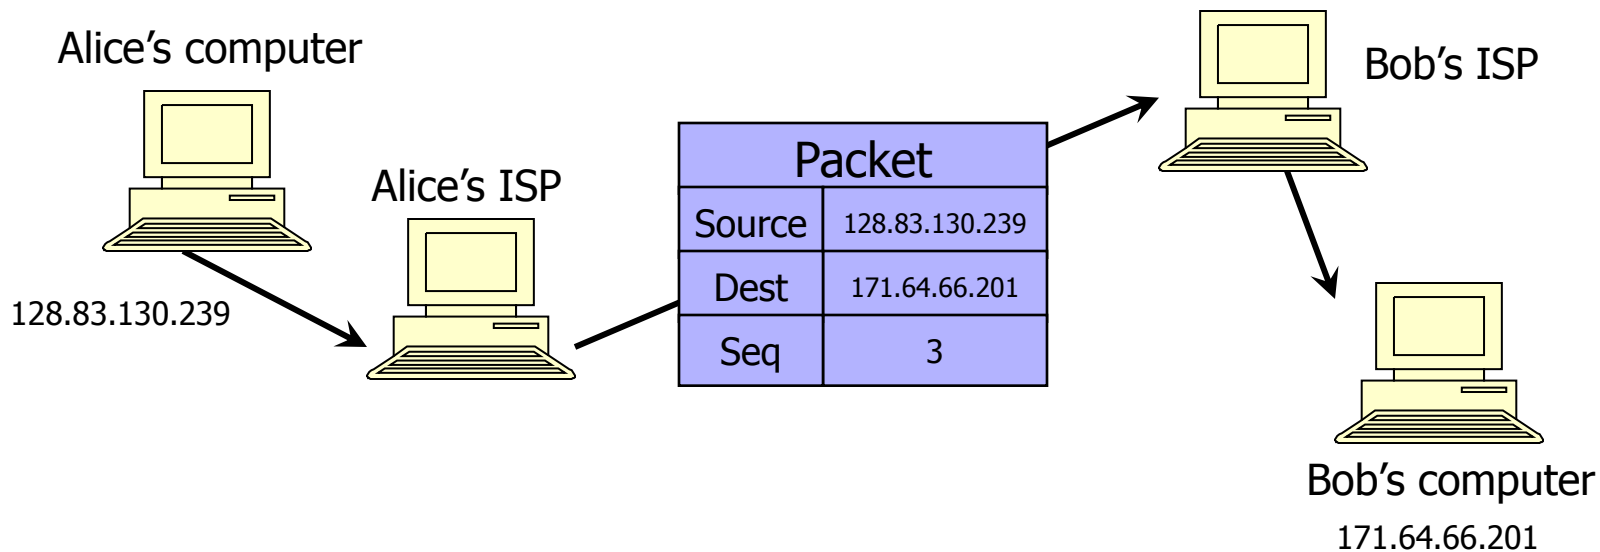 Alice’s computer
128.83.130.239
Alice’s ISP
Packet
Source 128.83.130.239
Dest 171.64.66.201
Seq 3
Bob’s ISP
Bob’s computer
171.64.66.201